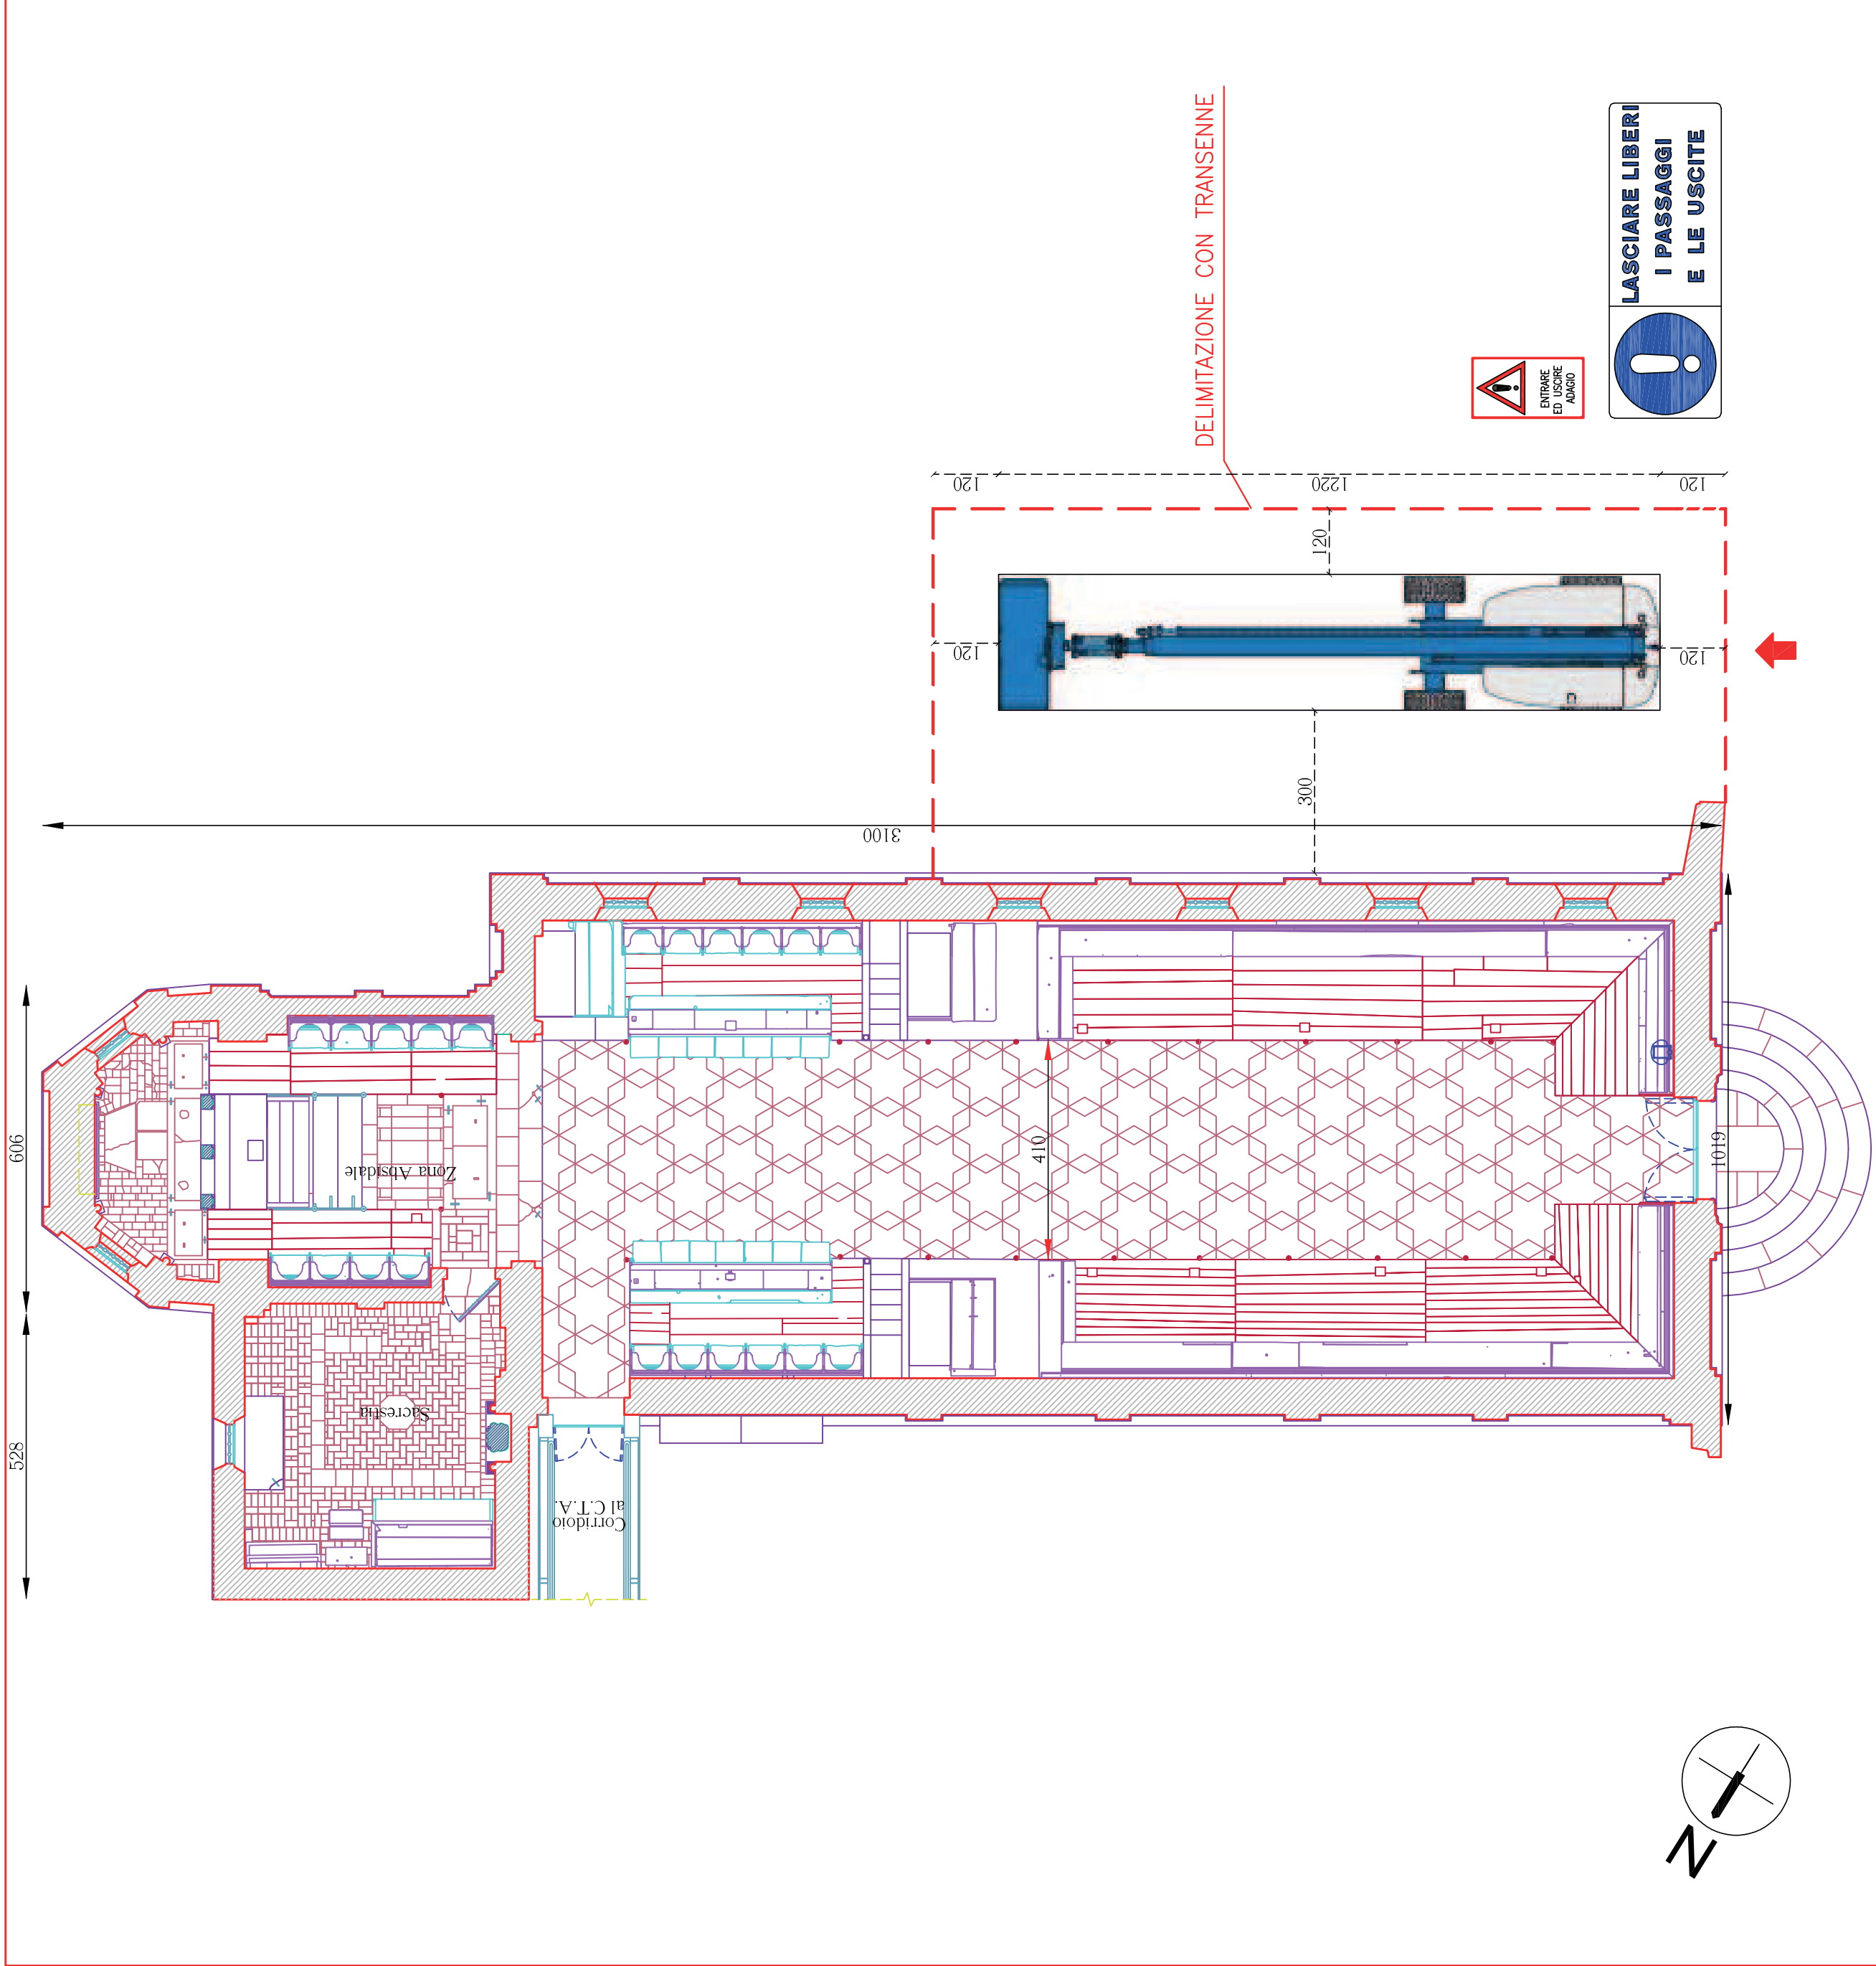 DELIMITAZIONE CON TRANSENNE
LASCIARE LIBERI
I PASSAGGI
E LE USCITE
ENTRARE
ED USCIRE
ADAGIO
120
1220
120
120
120
120
300
3100
606
528
410
1019
Zona Absidale
Sacrestia
Corridoio
al C.T.A.
N